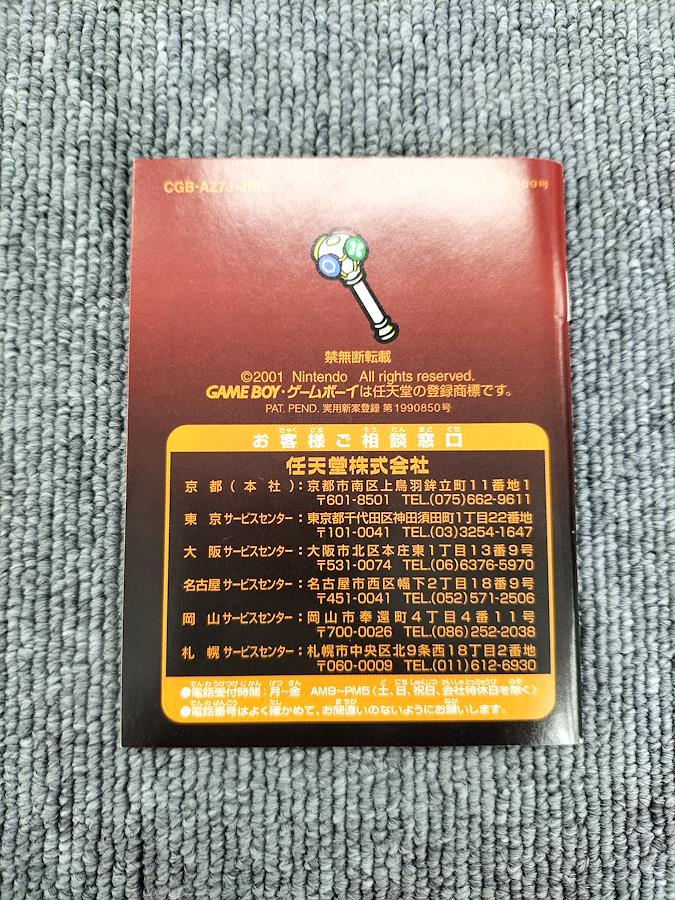 CGB-AZ7J-JPN
禁無断転載
©2001 Nintendo All rights reserved.
GAME BOY・ゲームボーイは任天堂の登録商標です。
PAT. PEND. 実用新案登録 第1990850号
お客様ご相談窓口
任天堂株式会社
京都(本社):京都市南区上鳥羽鉾立町11番地1
〒601-8501 TEL.(075)662-9611
東京サービスセンター:東京都千代田区神田須田町1丁目22番地
〒101-0041 TEL.(03)3254-1647
大阪サービスセンター:大阪市北区本庄東1丁目13番9号
〒531-0074 TEL.(06)6376-5970
名古屋サービスセンター:名古屋市西区幅下2丁目18番9号
〒451-0041 TEL.(052)571-2506
岡山サービスセンター:岡山市奉還町4丁目4番11号
〒700-0026 TEL.(086)252-2038
札幌サービスセンター:札幌市中央区北9条西18丁目2番地
〒060-0009 TEL.(011)612-6930
●電話受付時間:月〜金 AM9〜PM5(土、日、祝日、会社特休日を除く)
●電話番号はよく確かめて、お間違いのないようにお願いします。